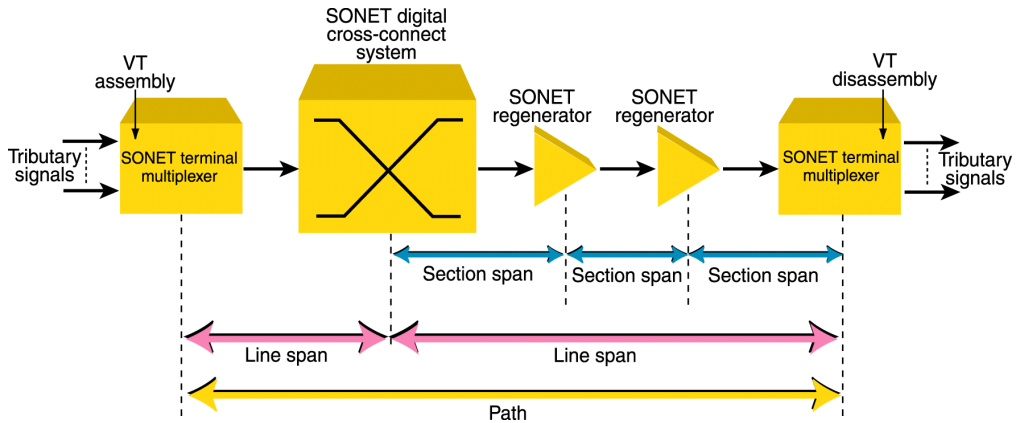 SONET digital
cross-connect
system
VT
assembly
VT
disassembly
SONET
regenerator
SONET
regenerator
Tributary
signals
SONET terminal
multiplexer
SONET terminal
multiplexer
Tributary
signals
Section span
Section span
Section span
Line span
Line span
Path